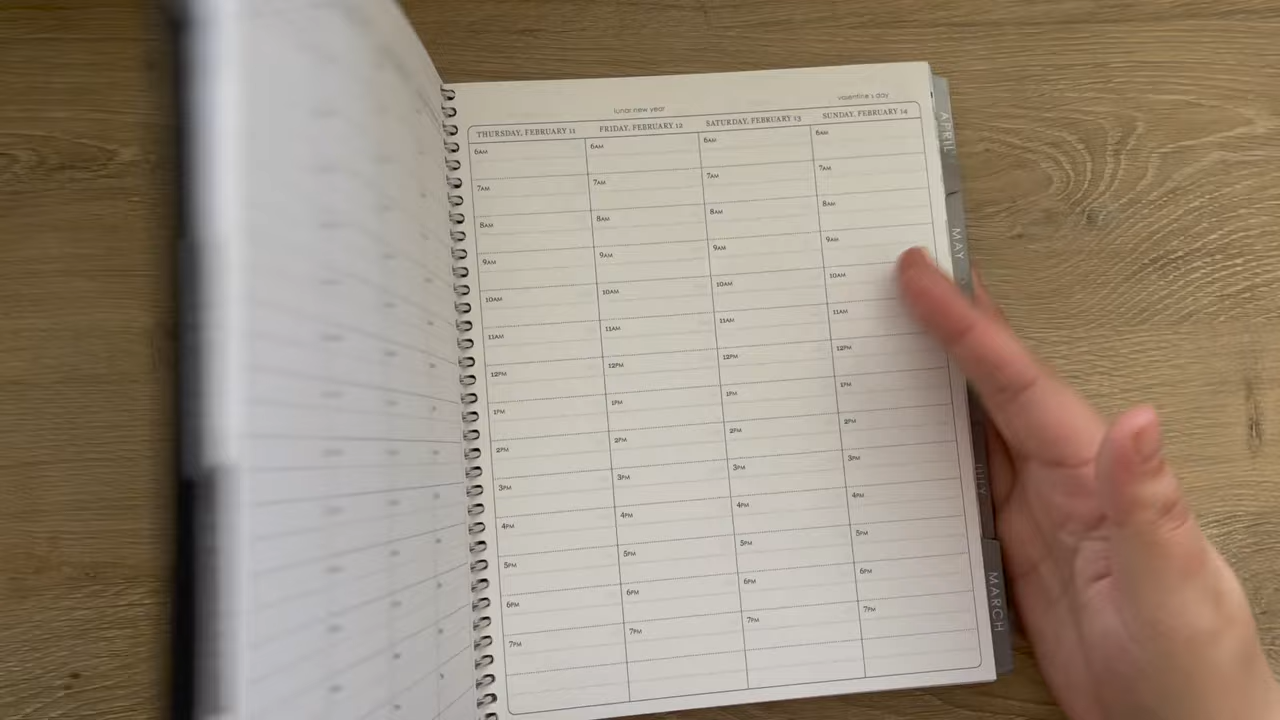 lunar new year
valentine's day
THURSDAY, FEBRUARY 11
FRIDAY, FEBRUARY 12
SATURDAY, FEBRUARY 13
SUNDAY, FEBRUARY 14
6AM 6AM 6AM 6AM
7AM 7AM 7AM 7AM
8AM 8AM 8AM 8AM
9AM 9AM 9AM 9AM
10AM 10AM 10AM 10AM
11AM 11AM 11AM 11AM
12PM 12PM 12PM 12PM
1PM 1PM 1PM 1PM
2PM 2PM 2PM 2PM
3PM 3PM 3PM 3PM
4PM 4PM 4PM 4PM
5PM 5PM 5PM 5PM
6PM 6PM 6PM 6PM
7PM 7PM 7PM 7PM
APRIL
MAY
JULY
MARCH